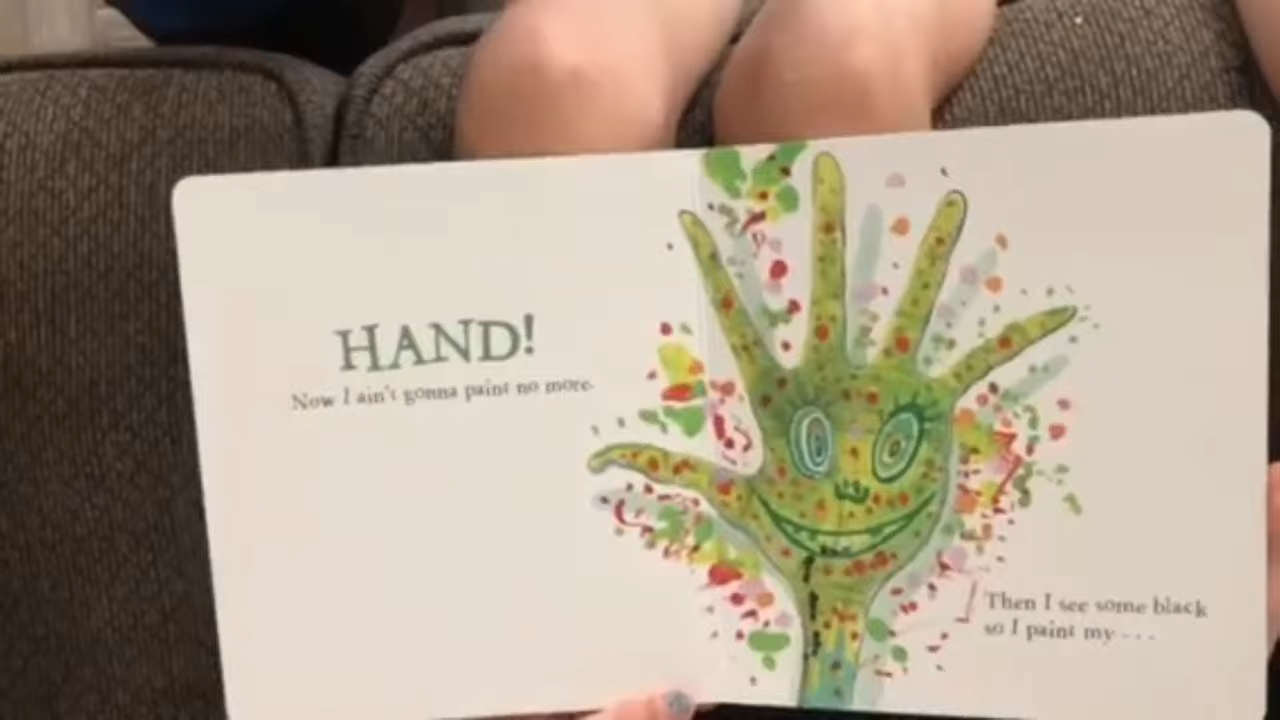 HAND!
Now I ain't gonna paint no more.
Then I see some black
so I paint my . . .